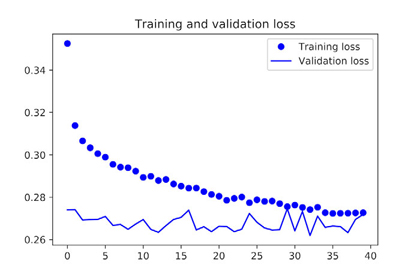 Training and validation loss
Training loss
Validation loss
0.34
0.32
0.30
0.28
0.26
0 5 10 15 20 25 30 35 40